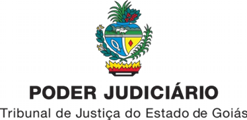 PODER JUDICIÁRIO
Tribunal de Justiça do Estado de Goiás